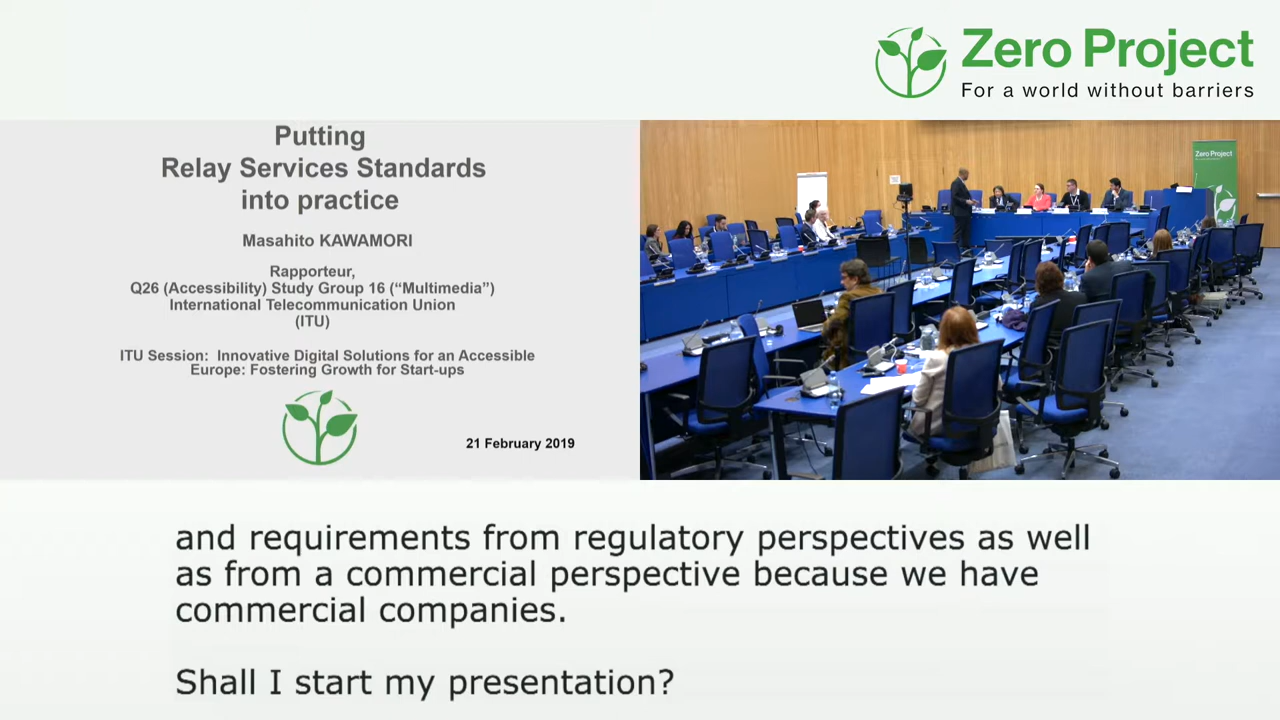 Zero Project
For a world without barriers
Putting
Relay Services Standards
into practice
Masahito KAWAMORI
Rapporteur,
Q26 (Accessibility) Study Group 16 (“Multimedia”)
International Telecommunication Union
(ITU)
ITU Session: Innovative Digital Solutions for an Accessible
Europe: Fostering Growth for Start-ups
21 February 2019
Zero Project
and requirements from regulatory perspectives as well
as from a commercial perspective because we have
commercial companies.
Shall I start my presentation?